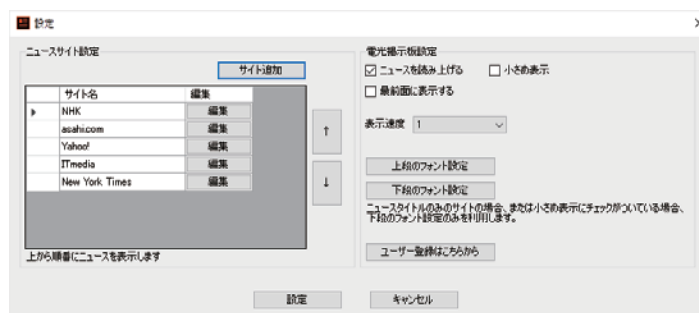 設定
ニュースサイト設定
サイト追加
サイト名 編集
NHK 編集
asahi.com 編集
Yahoo! 編集
ITmedia 編集
New York Times 編集
↑
↓
上から順番にニュースを表示します
電光掲示板設定
ニュースを読み上げる 小さめ表示
最前面に表示する
表示速度 1
上段のフォント設定
下段のフォント設定
ニュースタイトルのみのサイトの場合、または小さめ表示にチェックがついている場合、
下段のフォント設定のみを利用します。
ユーザー登録はこちらから
設定 キャンセル